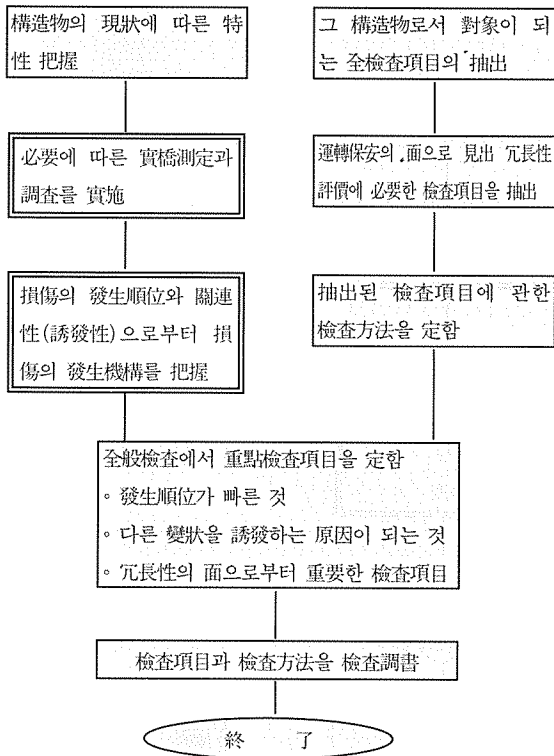 構造物의 現狀에 따른 特
性 把握
必要에 따른 實橋測定과
調査를 實施
損傷의 發生順位와 關連
性(誘發性)으로부터 損
傷의 發生機構를 把握
그 構造物로서 對象이 되
는 全檢査項目의 抽出
運轉保安의 面으로 見出 冗長性
評價에 必要한 檢査項目을 抽出
抽出된 檢査項目에 관한
檢査方法을 定함
全般檢査에서 重點檢査項目을 定함
◦ 發生順位가 빠른 것
◦ 다른 變狀을 誘發하는 原因이 되는 것
◦ 冗長性의 面으로부터 重要한 檢査項目
檢査項目과 檢査方法을 檢査調書
終 了